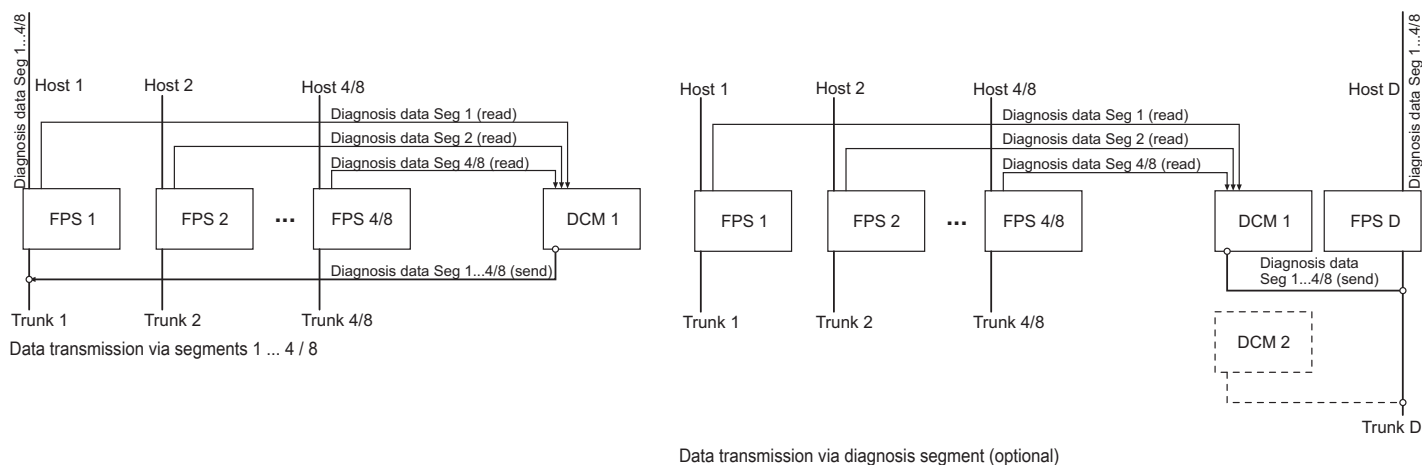 Diagnosis data Seg 1...4/8
Host 1
Host 2
Host 4/8
Diagnosis data Seg 1 (read)
Diagnosis data Seg 2 (read)
Diagnosis data Seg 4/8 (read)
FPS 1
FPS 2
...
FPS 4/8
DCM 1
Diagnosis data Seg 1...4/8 (send)
Trunk 1
Trunk 2
Trunk 4/8
Data transmission via segments 1 ... 4 / 8
Host 1
Host 2
Host 4/8
Host D
Diagnosis data Seg 1...4/8
Diagnosis data Seg 1 (read)
Diagnosis data Seg 2 (read)
Diagnosis data Seg 4/8 (read)
FPS 1
FPS 2
...
FPS 4/8
DCM 1
FPS D
Diagnosis data
Seg 1...4/8 (send)
Trunk 1
Trunk 2
Trunk 4/8
DCM 2
Trunk D
Data transmission via diagnosis segment (optional)